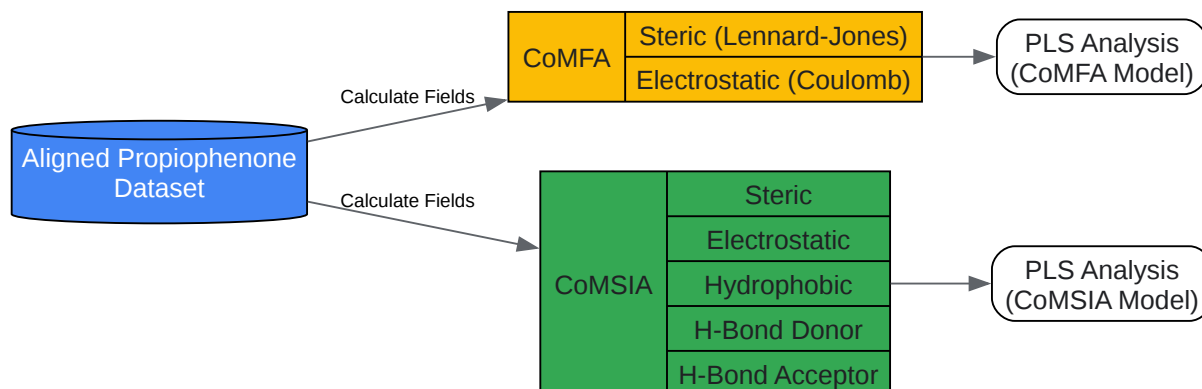 Aligned Propiophenone
Dataset
Calculate Fields
Calculate Fields
CoMFA
Steric (Lennard-Jones)
Electrostatic (Coulomb)
PLS Analysis
(CoMFA Model)
CoMSIA
Steric
Electrostatic
Hydrophobic
H-Bond Donor
H-Bond Acceptor
PLS Analysis
(CoMSIA Model)